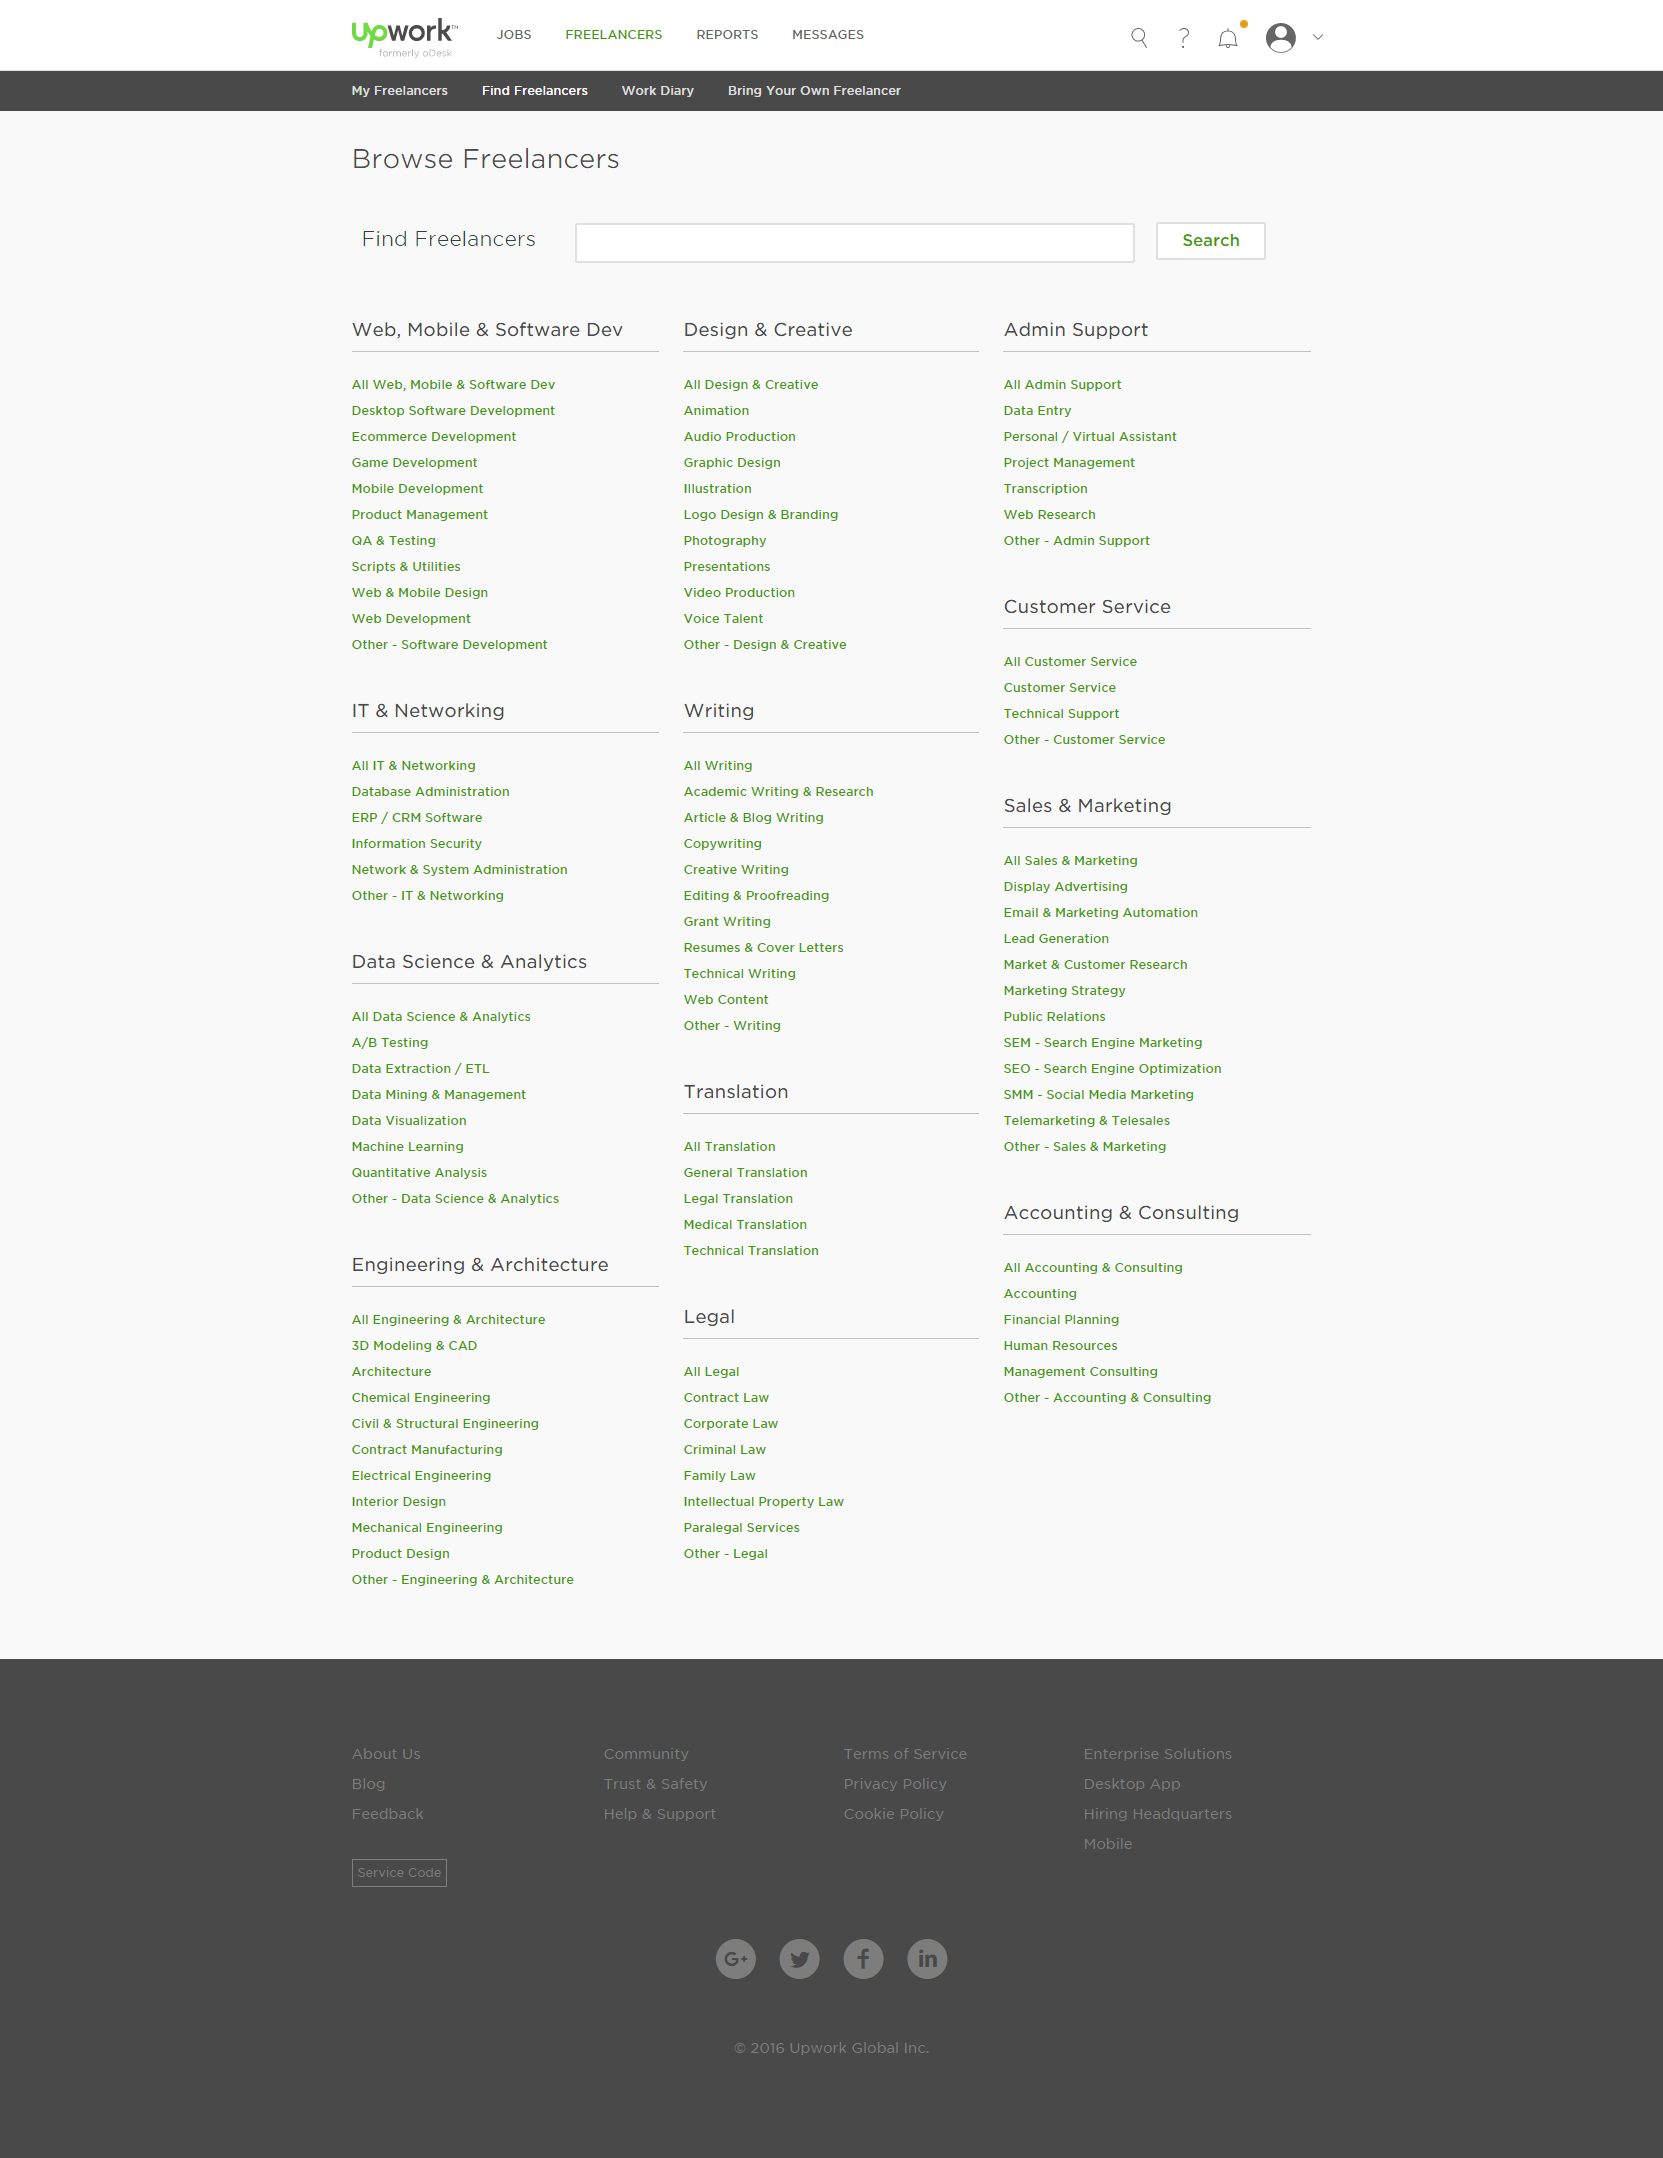 upwork™
formerly oDesk
JOBS FREELANCERS REPORTS MESSAGES
My Freelancers Find Freelancers Work Diary Bring Your Own Freelancer
Browse Freelancers
Find Freelancers
Search
Web, Mobile & Software Dev
All Web, Mobile & Software Dev
Desktop Software Development
Ecommerce Development
Game Development
Mobile Development
Product Management
QA & Testing
Scripts & Utilities
Web & Mobile Design
Web Development
Other - Software Development
IT & Networking
All IT & Networking
Database Administration
ERP / CRM Software
Information Security
Network & System Administration
Other - IT & Networking
Data Science & Analytics
All Data Science & Analytics
A/B Testing
Data Extraction / ETL
Data Mining & Management
Data Visualization
Machine Learning
Quantitative Analysis
Other - Data Science & Analytics
Engineering & Architecture
All Engineering & Architecture
3D Modeling & CAD
Architecture
Chemical Engineering
Civil & Structural Engineering
Contract Manufacturing
Electrical Engineering
Interior Design
Mechanical Engineering
Product Design
Other - Engineering & Architecture
Design & Creative
All Design & Creative
Animation
Audio Production
Graphic Design
Illustration
Logo Design & Branding
Photography
Presentations
Video Production
Voice Talent
Other - Design & Creative
Writing
All Writing
Academic Writing & Research
Article & Blog Writing
Copywriting
Creative Writing
Editing & Proofreading
Grant Writing
Resumes & Cover Letters
Technical Writing
Web Content
Other - Writing
Translation
All Translation
General Translation
Legal Translation
Medical Translation
Technical Translation
Legal
All Legal
Contract Law
Corporate Law
Criminal Law
Family Law
Intellectual Property Law
Paralegal Services
Other - Legal
Admin Support
All Admin Support
Data Entry
Personal / Virtual Assistant
Project Management
Transcription
Web Research
Other - Admin Support
Customer Service
All Customer Service
Customer Service
Technical Support
Other - Customer Service
Sales & Marketing
All Sales & Marketing
Display Advertising
Email & Marketing Automation
Lead Generation
Market & Customer Research
Marketing Strategy
Public Relations
SEM - Search Engine Marketing
SEO - Search Engine Optimization
SMM - Social Media Marketing
Telemarketing & Telesales
Other - Sales & Marketing
Accounting & Consulting
All Accounting & Consulting
Accounting
Financial Planning
Human Resources
Management Consulting
Other - Accounting & Consulting
About Us
Blog
Feedback
Community
Trust & Safety
Help & Support
Terms of Service
Privacy Policy
Cookie Policy
Enterprise Solutions
Desktop App
Hiring Headquarters
Mobile
Service Code
© 2016 Upwork Global Inc.